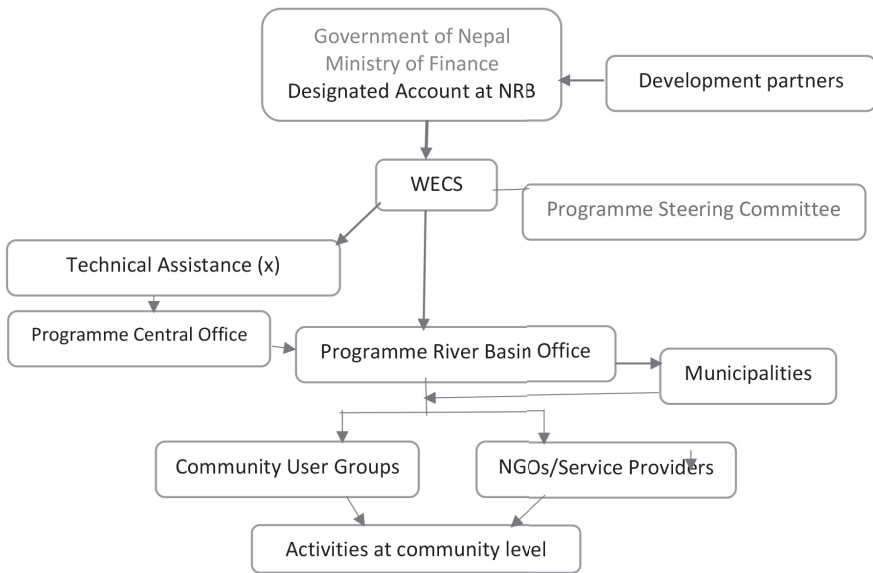 Government of Nepal
Ministry of Finance
Designated Account at NRB
Development partners
WECS
Programme Steering Committee
Technical Assistance (x)
Programme Central Office
Programme River Basin Office
Municipalities
Community User Groups
NGOs/Service Providers
Activities at community level